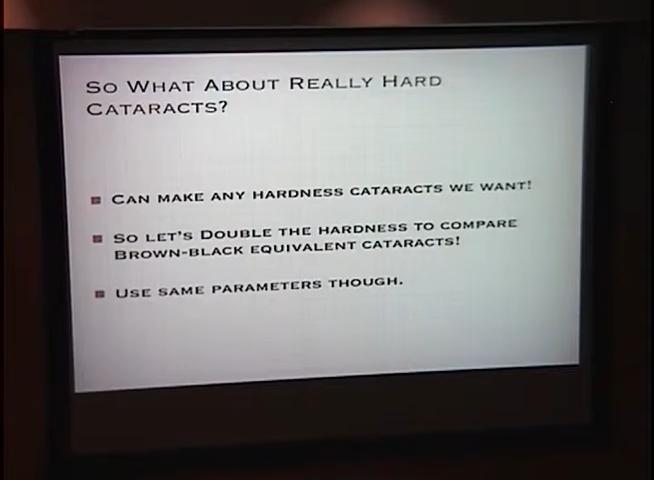 So What About Really Hard
Cataracts?
Can make any hardness cataracts we want!
So let's Double the hardness to compare
Brown-Black equivalent cataracts!
Use same parameters though.